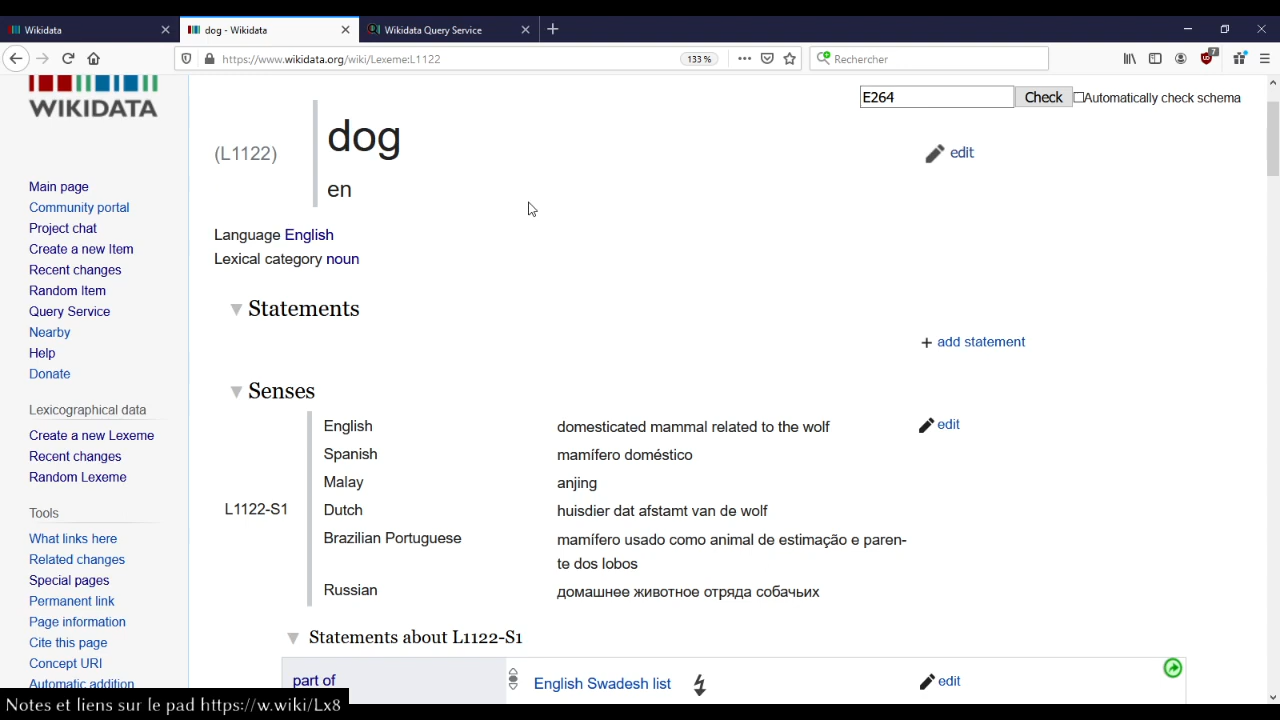 Wikidata
dog - Wikidata
Wikidata Query Service
https://www.wikidata.org/wiki/Lexeme:L1122
133 %
Rechercher
7
WIKIDATA
E264
Check
Automatically check schema
(L1122)
dog
edit
en
Main page
Community portal
Project chat
Create a new Item
Recent changes
Random Item
Query Service
Nearby
Help
Donate
Lexicographical data
Create a new Lexeme
Recent changes
Random Lexeme
Tools
What links here
Related changes
Special pages
Permanent link
Page information
Cite this page
Concept URI
Automatic addition
Language English
Lexical category noun
Statements
+ add statement
Senses
L1122-S1
English domesticated mammal related to the wolf
edit
Spanish mamífero doméstico
Malay anjing
Dutch huisdier dat afstamt van de wolf
Brazilian Portuguese mamífero usado como animal de estimação e paren-
te dos lobos
Russian домашнее животное отряда собачьих
Statements about L1122-S1
part of English Swadesh list
edit
Notes et liens sur le pad https://w.wiki/Lx8